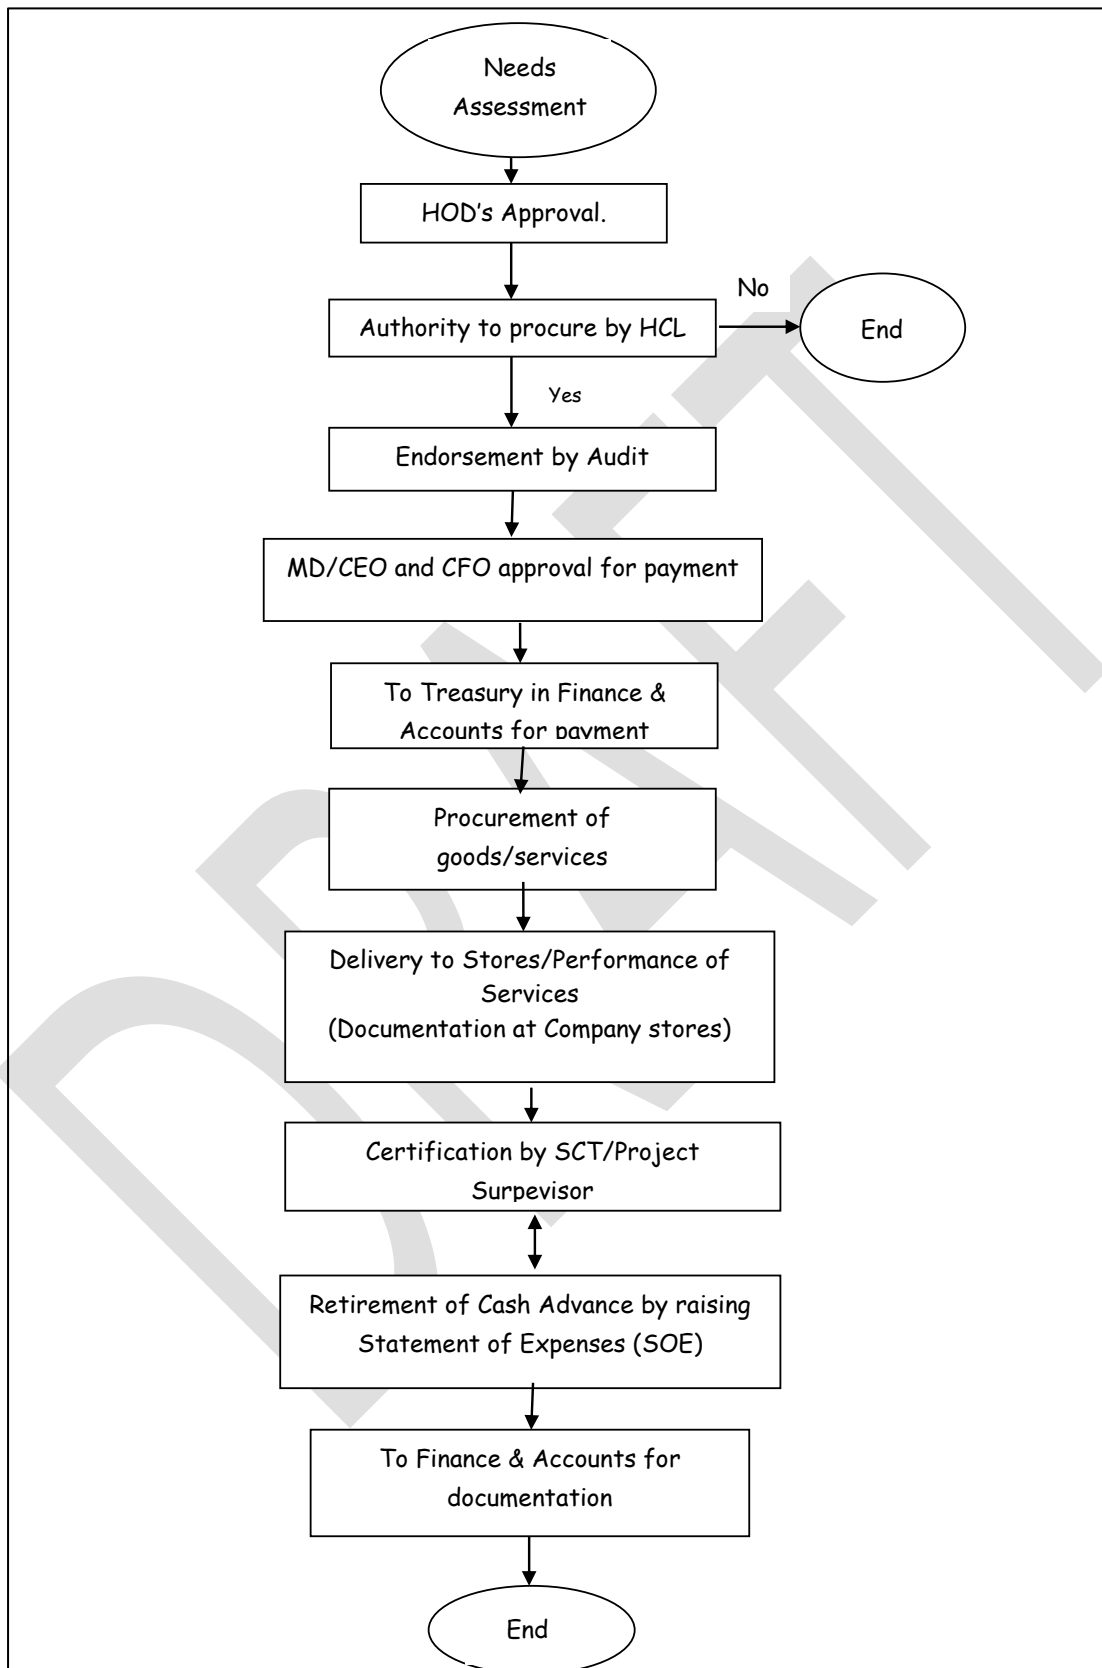 Needs
Assessment
HOD's Approval.
No
Authority to procure by HCL
End
Yes
Endorsement by Audit
MD/CEO and CFO approval for payment
To Treasury in Finance &
Accounts for payment
Procurement of
goods/services
Delivery to Stores/Performance of
Services
(Documentation at Company stores)
Certification by SCT/Project
Surpevisor
Retirement of Cash Advance by raising
Statement of Expenses (SOE)
To Finance & Accounts for
documentation
End
DRAFT